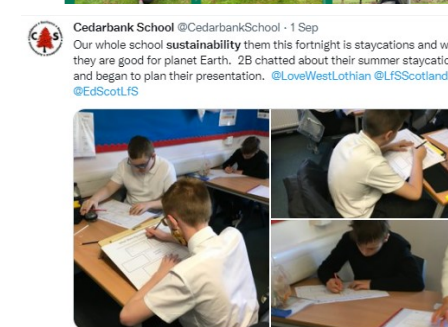 Cedarbank School @CedarbankSchool · 1 Sep
Our whole school sustainability them this fortnight is staycations and w
they are good for planet Earth. 2B chatted about their summer staycatio
and began to plan their presentation. @LoveWestLothian @LfSScotland
@EdScotLfS